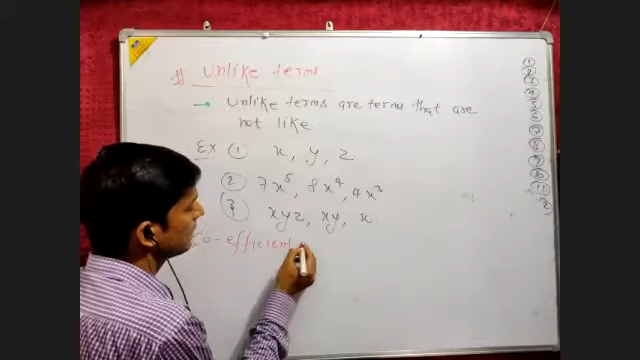 # Unlike terms
→ Unlike terms are terms that are
not like
Ex ① x, y, z
② 7x⁵, 8x⁴, 4x³
③ xyz, xy, x
Co-efficient